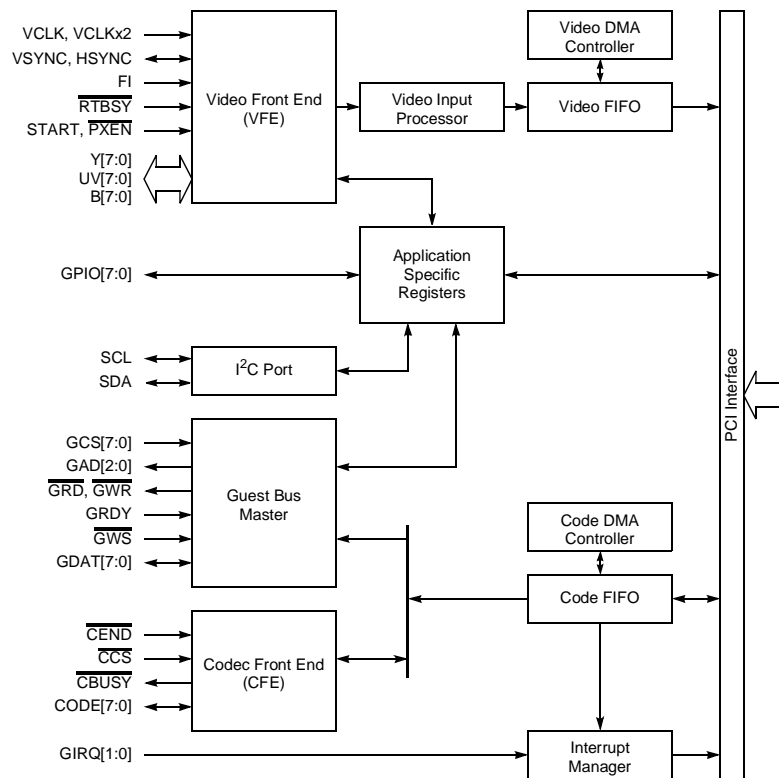 VCLK, VCLKx2
VSYNC, HSYNC
FI
RTBSY
START, PXEN
Y[7:0]
UV[7:0]
B[7:0]
Video Front End
(VFE)
Video Input
Processor
Video DMA
Controller
Video FIFO
GPIO[7:0]
Application
Specific
Registers
SCL
SDA
I²C Port
PCI Interface
GCS[7:0]
GAD[2:0]
GRD, GWR
GRDY
GWS
GDAT[7:0]
Guest Bus
Master
Code DMA
Controller
Code FIFO
CEND
CCS
CBUSY
CODE[7:0]
Codec Front End
(CFE)
GIRQ[1:0]
Interrupt
Manager